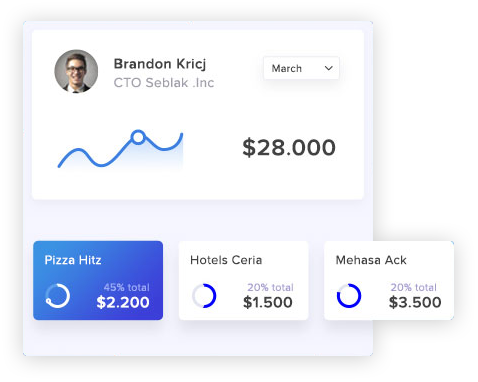 Brandon Kricj
CTO Seblak .Inc
March
$28.000
Pizza Hitz
45% total
$2.200
Hotels Ceria
20% total
$1.500
Mehasa Ack
20% total
$3.500